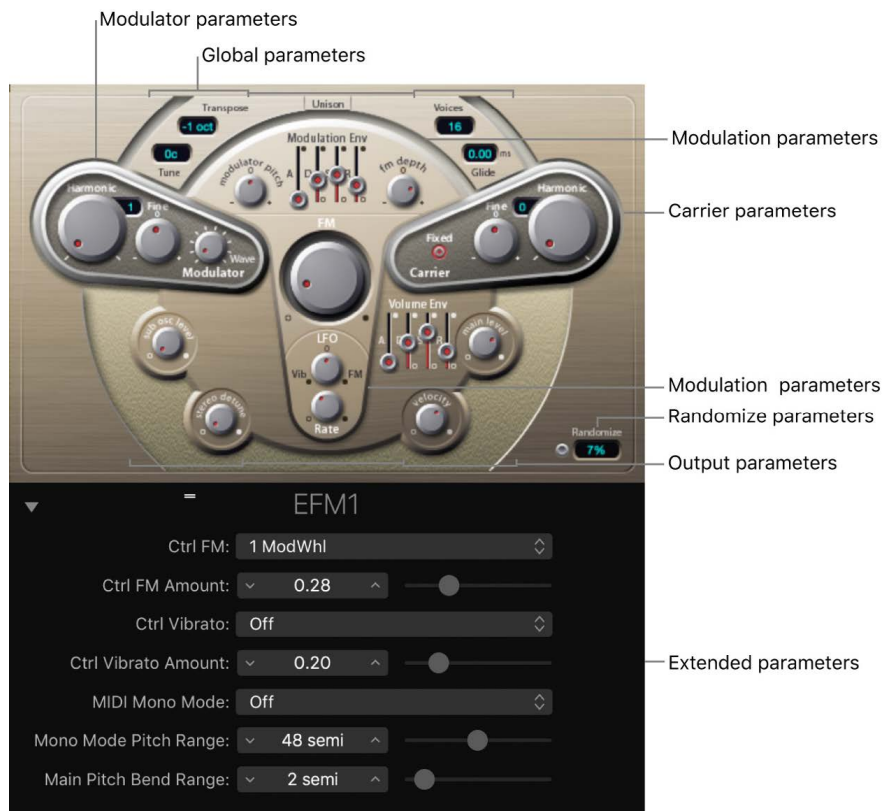 Modulator parameters
Global parameters
Transpose
Unison
Voices
-1 oct
16
Modulation Env
Modulation parameters
0c
0.00 ms
Tune
modulator pitch
0
A D S R
fm depth
0
Glide
- +
- +
Harmonic
1
Fine
0
FM
Fine
0
0
Harmonic
Carrier parameters
Fixed
- +
- +
Wave
Modulator
Carrier
- +
- +
Volume Env
sub osc level
LFO
0
A D S R
main level
Vib
FM
Modulation parameters
stereo detune
Rate
velocity
Randomize parameters
Randomize
7%
Output parameters
EFM1
Ctrl FM: 1 ModWhl
Ctrl FM Amount: 0.28
Ctrl Vibrato: Off
Ctrl Vibrato Amount: 0.20
Extended parameters
MIDI Mono Mode: Off
Mono Mode Pitch Range: 48 semi
Main Pitch Bend Range: 2 semi